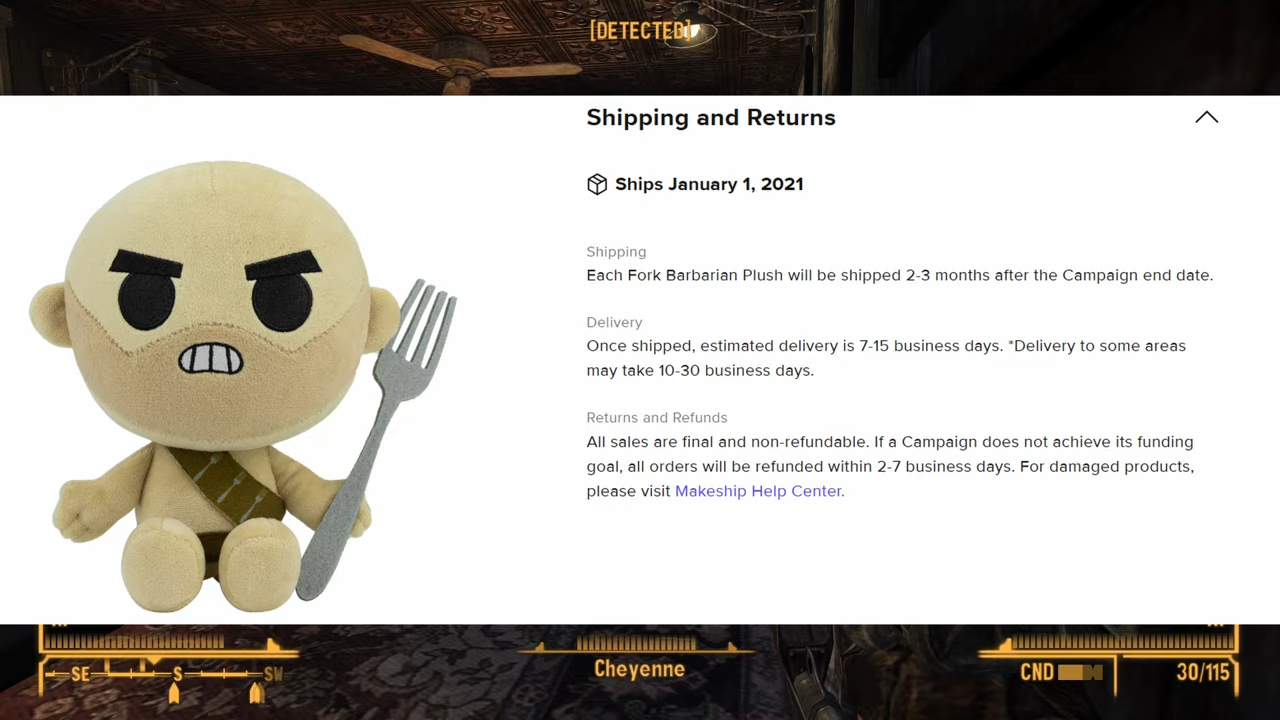 [DETECTED]
Shipping and Returns
Ships January 1, 2021
Shipping
Each Fork Barbarian Plush will be shipped 2-3 months after the Campaign end date.
Delivery
Once shipped, estimated delivery is 7-15 business days. *Delivery to some areas
may take 10-30 business days.
Returns and Refunds
All sales are final and non-refundable. If a Campaign does not achieve its funding
goal, all orders will be refunded within 2-7 business days. For damaged products,
please visit Makeship Help Center.
SE S SW
Cheyenne
CND 30/115